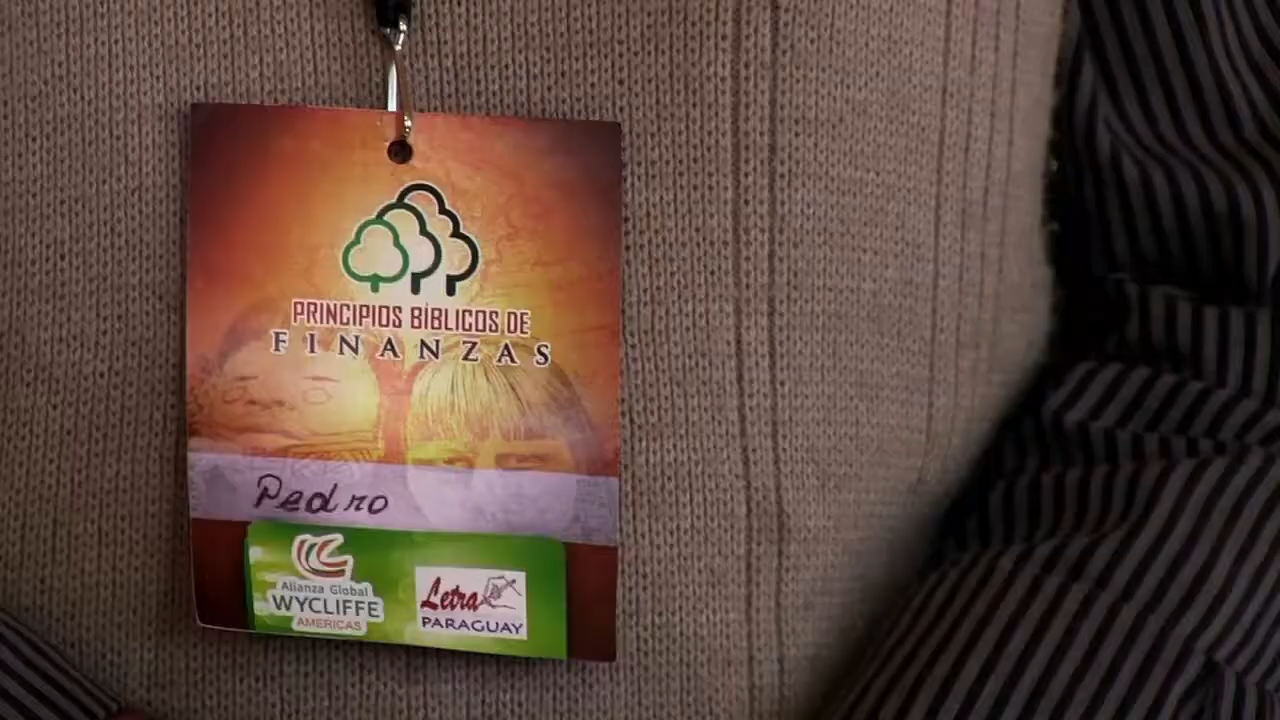 PRINCIPIOS BÍBLICOS DE
FINANZAS
Pedro
Alianza Global
WYCLIFFE
AMERICAS
Letra
PARAGUAY